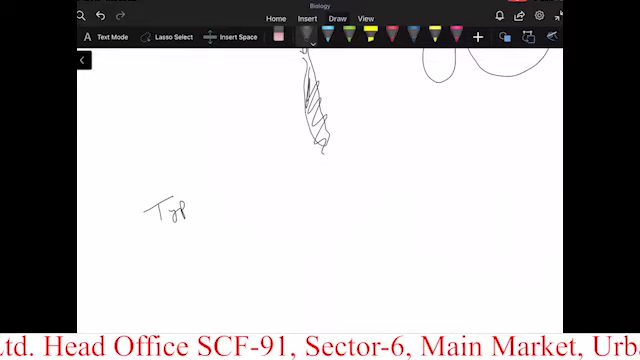 Biology
Home Insert Draw View
A Text Mode Lasso Select Insert Space
Typ
Ltd. Head Office SCF-91, Sector-6, Main Market, Urb